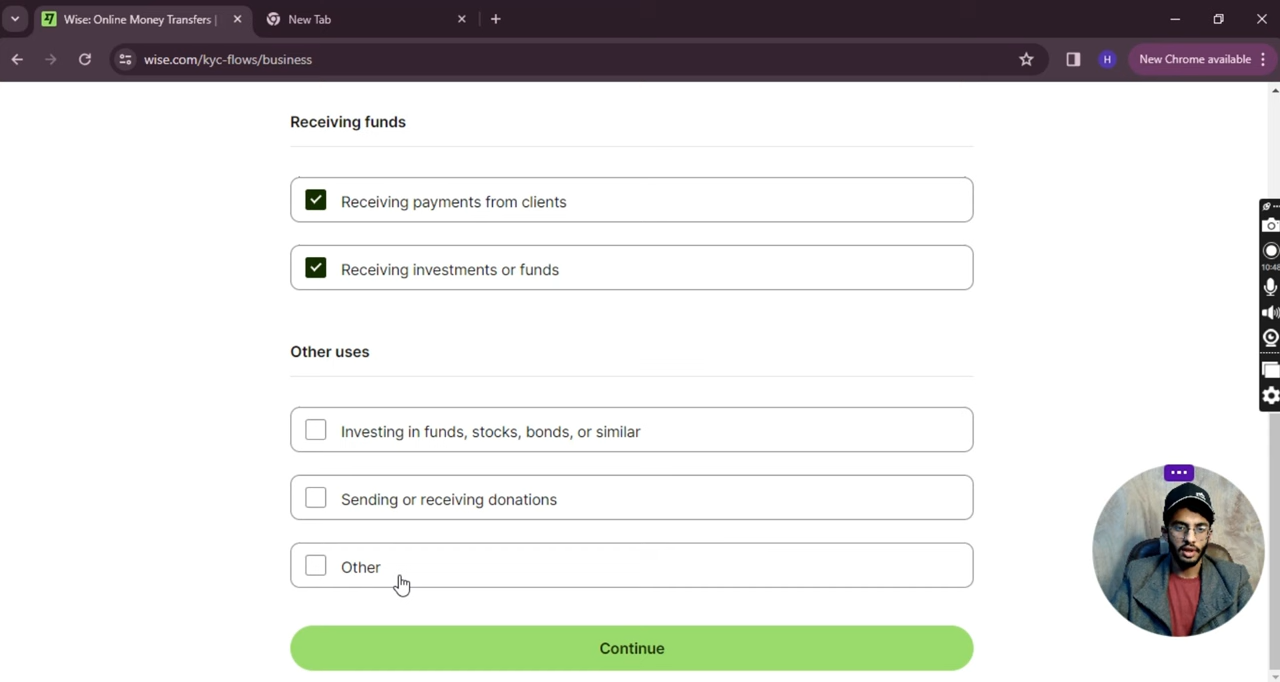 Wise: Online Money Transfers |
New Tab
wise.com/kyc-flows/business
H
New Chrome available
Receiving funds
Receiving payments from clients
Receiving investments or funds
Other uses
Investing in funds, stocks, bonds, or similar
Sending or receiving donations
Other
Continue
10:48